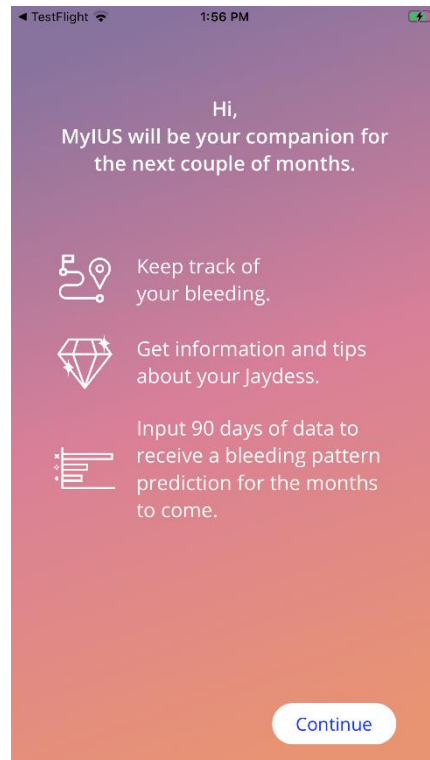 ◀ TestFlight 1:56 PM
Hi,
MyIUS will be your companion for
the next couple of months.
Keep track of
your bleeding.
Get information and tips
about your Jaydess.
Input 90 days of data to
receive a bleeding pattern
prediction for the months
to come.
Continue